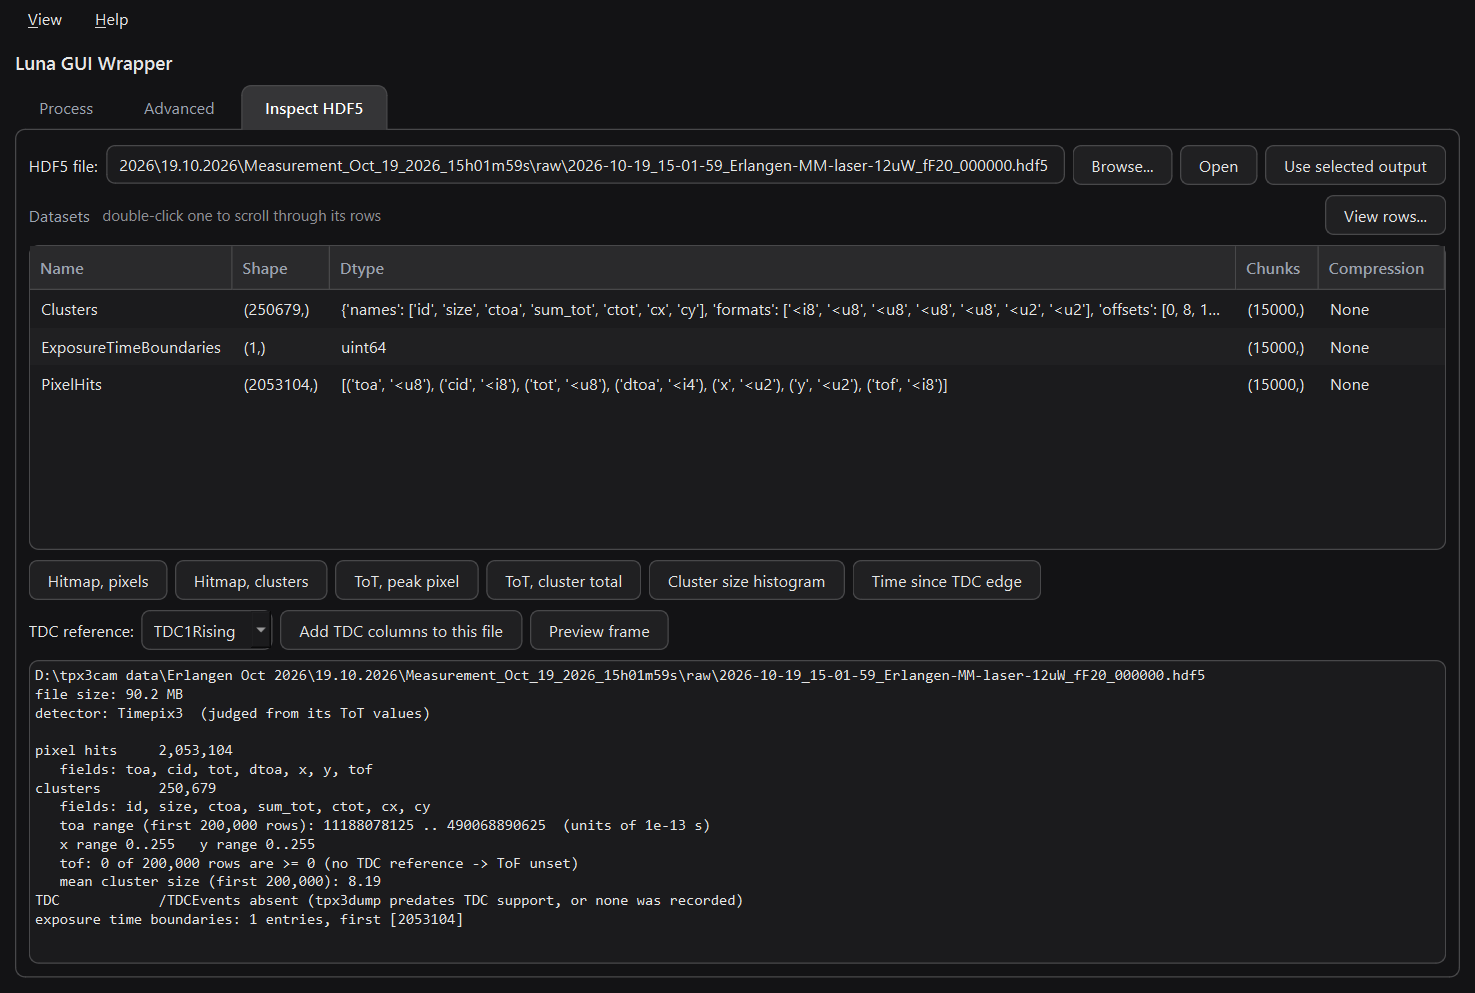 View Help
Luna GUI Wrapper
Process Advanced Inspect HDF5
HDF5 file: 2026\19.10.2026\Measurement_Oct_19_2026_15h01m59s\raw\2026-10-19_15-01-59_Erlangen-MM-laser-12uW_fF20_000000.hdf5 Browse... Open Use selected output
Datasets double-click one to scroll through its rows View rows...
Name Shape Dtype Chunks Compression
Clusters (250679,) {'names': ['id', 'size', 'ctoa', 'sum_tot', 'ctot', 'cx', 'cy'], 'formats': ['<i8', '<u8', '<u8', '<u8', '<u8', '<u2', '<u2'], 'offsets': [0, 8, 1... (15000,) None
ExposureTimeBoundaries (1,) uint64 (15000,) None
PixelHits (2053104,) [('toa', '<u8'), ('cid', '<i8'), ('tot', '<u8'), ('dtoa', '<i4'), ('x', '<u2'), ('y', '<u2'), ('tof', '<i8')] (15000,) None
Hitmap, pixels Hitmap, clusters ToT, peak pixel ToT, cluster total Cluster size histogram Time since TDC edge
TDC reference: TDC1Rising Add TDC columns to this file Preview frame
D:\tpx3cam data\Erlangen Oct 2026\19.10.2026\Measurement_Oct_19_2026_15h01m59s\raw\2026-10-19_15-01-59_Erlangen-MM-laser-12uW_fF20_000000.hdf5
file size: 90.2 MB
detector: Timepix3 (judged from its ToT values)
pixel hits 2,053,104
fields: toa, cid, tot, dtoa, x, y, tof
clusters 250,679
fields: id, size, ctoa, sum_tot, ctot, cx, cy
toa range (first 200,000 rows): 11188078125 .. 490068890625 (units of 1e-13 s)
x range 0..255 y range 0..255
tof: 0 of 200,000 rows are >= 0 (no TDC reference -> ToF unset)
mean cluster size (first 200,000): 8.19
TDC /TDCEvents absent (tpx3dump predates TDC support, or none was recorded)
exposure time boundaries: 1 entries, first [2053104]